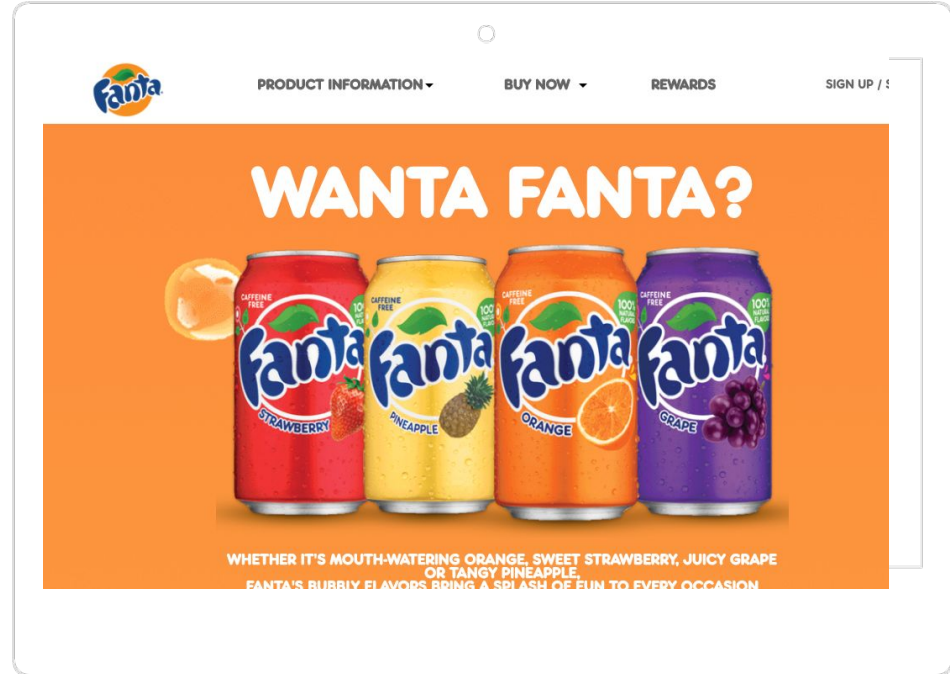 Fanta
PRODUCT INFORMATION
BUY NOW
REWARDS
SIGN UP /
WANTA FANTA?
CAFFEINE
FREE
Fanta
STRAWBERRY
CAFFEINE
FREE
100%
Fanta
PINEAPPLE
CAFFEINE
FREE
100%
NATURAL
FLAVORS
Fanta
ORANGE
CAFFEINE
FREE
100%
NATURAL
FLAVORS
Fanta
GRAPE
WHETHER IT'S MOUTH-WATERING ORANGE, SWEET STRAWBERRY, JUICY GRAPE
OR TANGY PINEAPPLE,
FANTA'S BUBBLY FLAVORS BRING A SPLASH OF FUN TO EVERY OCCASION